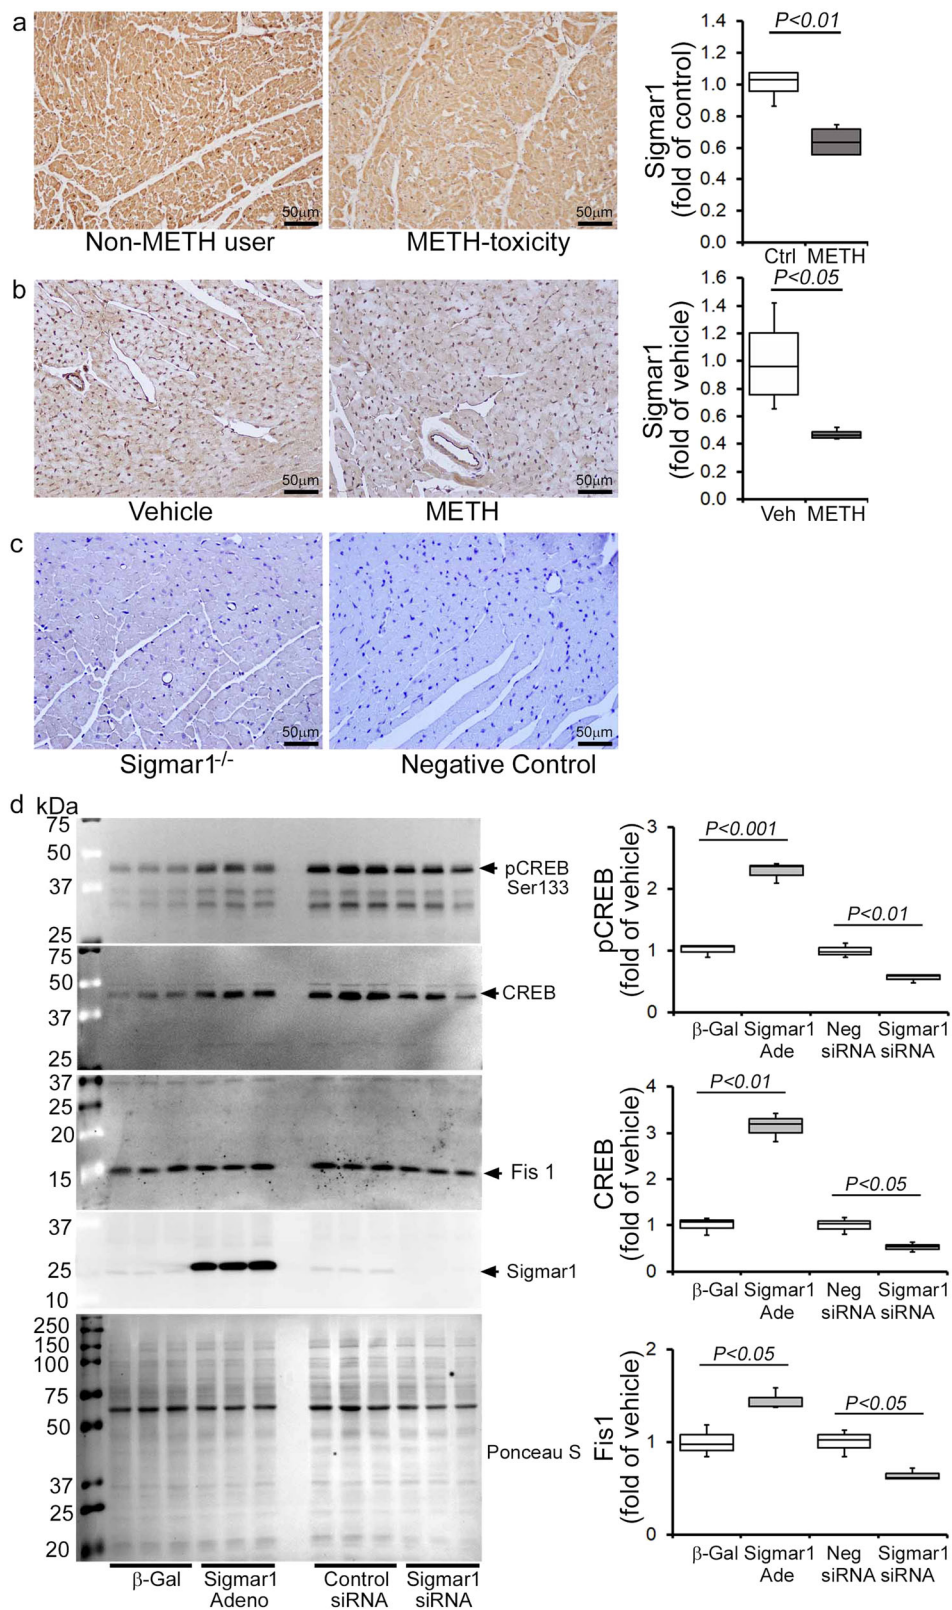 a
50μm
50μm
Non-METH user
METH-toxicity
Sigmar1
(fold of control)
1.4
1.2
1.0
0.8
0.6
0.4
0.2
0.0
P<0.01
Ctrl METH
b
50μm
50μm
Vehicle
METH
Sigmar1
(fold of vehicle)
1.6
1.4
1.2
1.0
0.8
0.6
0.4
0.2
0.0
P<0.05
Veh METH
c
50μm
50μm
Sigmar1-/-
Negative Control
d kDa
75
50
37
25
pCREB
Ser133
75
50
37
25
CREB
37
25
20
15
Fis 1
37
25
10
Sigmar1
250
150
100
75
50
37
25
20
Ponceau S
β-Gal
Sigmar1
Adeno
Control
siRNA
Sigmar1
siRNA
pCREB
(fold of vehicle)
3
2
1
0
P<0.001
P<0.01
β-Gal Sigmar1 Neg Sigmar1
Ade siRNA siRNA
CREB
(fold of vehicle)
4
3
2
1
0
P<0.01
P<0.05
β-Gal Sigmar1 Neg Sigmar1
Ade siRNA siRNA
Fis1
(fold of vehicle)
2
1
0
P<0.05
P<0.05
β-Gal Sigmar1 Neg Sigmar1
Ade siRNA siRNA